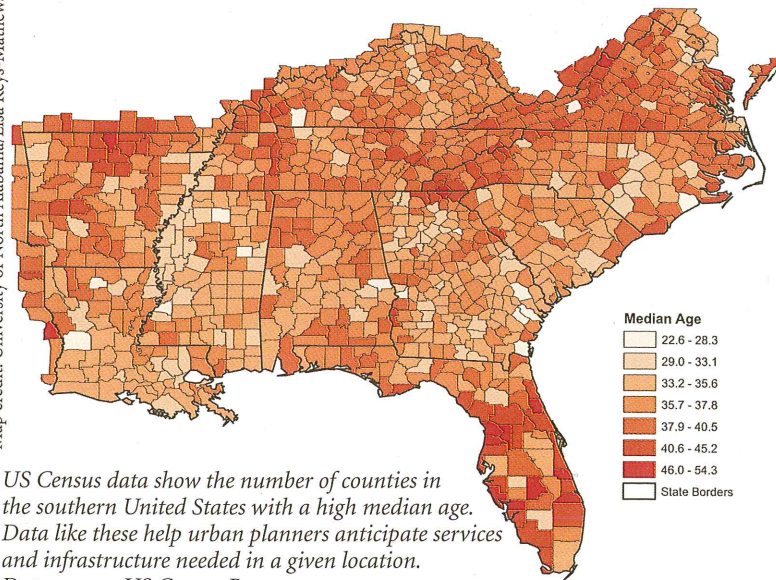 Median Age
22.6 - 28.3
29.0 - 33.1
33.2 - 35.6
35.7 - 37.8
37.9 - 40.5
40.6 - 45.2
46.0 - 54.3
State Borders
US Census data show the number of counties in
the southern United States with a high median age.
Data like these help urban planners anticipate services
and infrastructure needed in a given location.